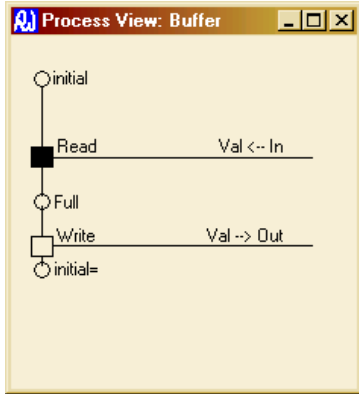 Process View: Buffer
initial
Read Val <-- In
Full
Write Val --> Out
initial=